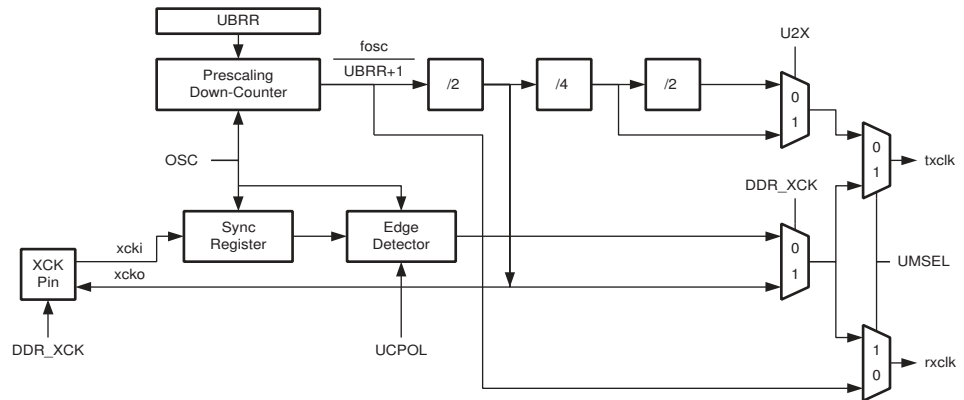 UBRR
fosc
U2X
Prescaling
Down-Counter
UBRR+1
/2
/4
/2
0
1
OSC
0
1
txclk
DDR_XCK
Sync
Register
Edge
Detector
xcki
XCK
Pin
xcko
0
1
UMSEL
DDR_XCK
UCPOL
1
0
rxclk